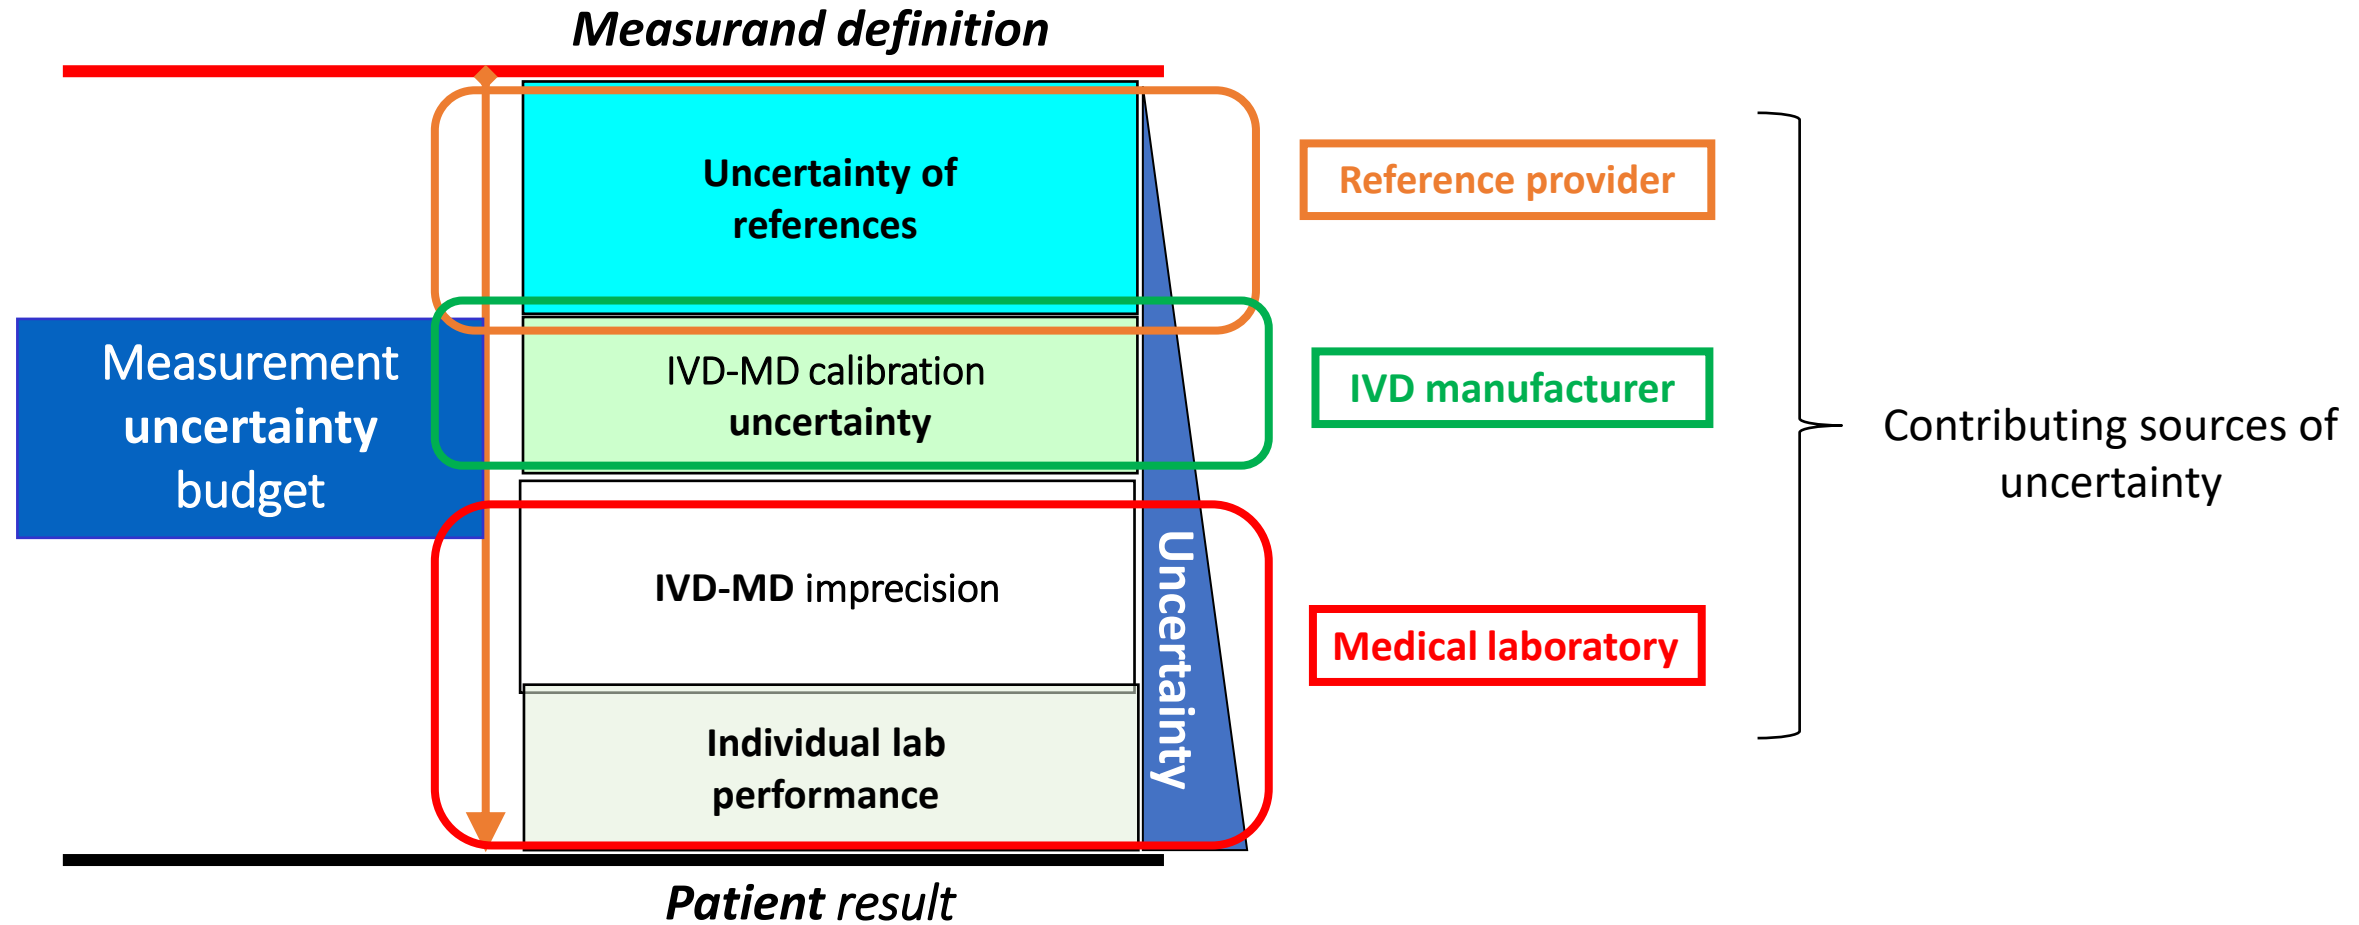 Measurand definition
Uncertainty of
references
Reference provider
Measurement
uncertainty
budget
IVD-MD calibration
uncertainty
IVD manufacturer
Contributing sources of
uncertainty
IVD-MD imprecision
Uncertainty
Medical laboratory
Individual lab
performance
Patient result